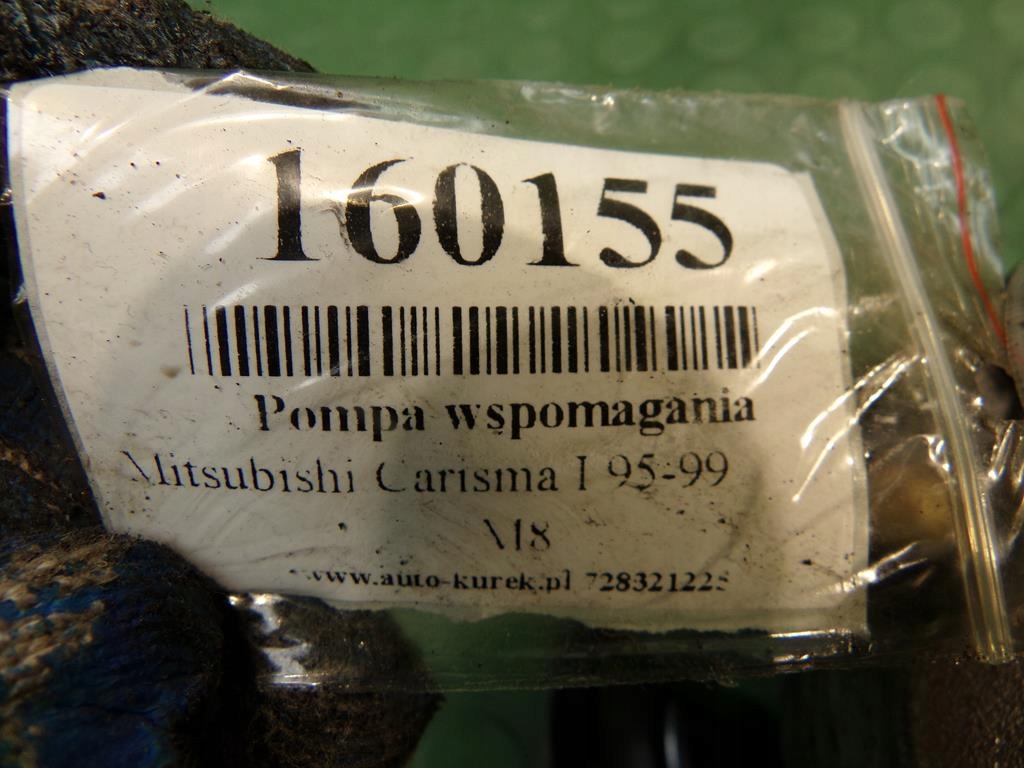 160155
Pompa wspomagania
Mitsubishi Carisma I 95-99
M8
www.auto-kurek.pl 728321225